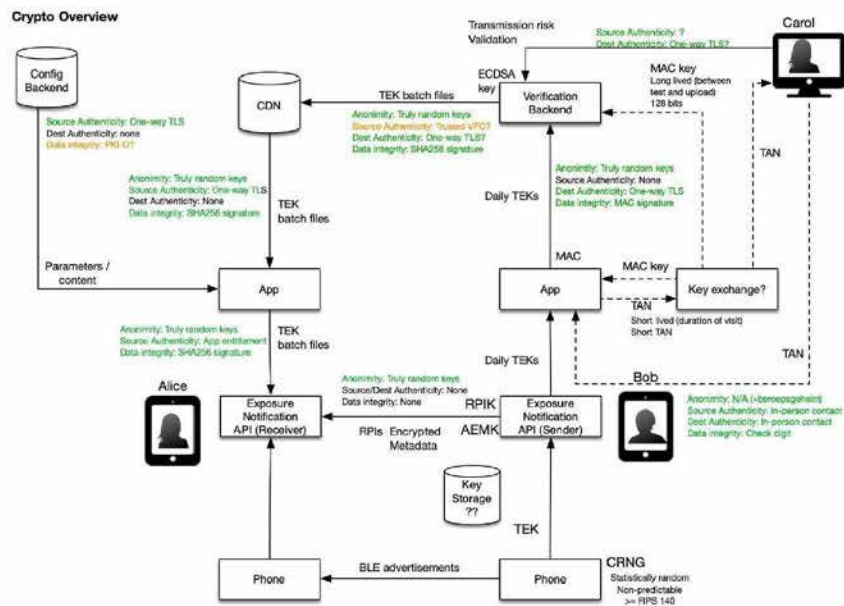 Crypto Overview
Config
Backend
Source Authenticity: One-way TLS
Dest Authenticity: none
Data integrity: PKI-O?
CDN
TEK batch files
ECDSA
key
Transmission risk
Validation
Verification
Backend
Source Authenticity: ?
Dest Authenticity: One-way TLS?
Carol
MAC key
Long lived (between
test and upload)
128 bits
Anonimity: Truly random keys
Source Authenticity: Trusted VPC?
Dest Authenticity: One-way TLS?
Data integrity: SHA256 signature
TAN
Anonimity: Truly random keys
Source Authenticity: One-way TLS
Dest Authenticity: None
Data integrity: SHA256 signature
TEK
batch files
Daily TEKs
Anonimity: Truly random keys
Source Authenticity: None
Dest Authenticity: One-way TLS
Data integrity: MAC signature
MAC
Parameters /
content
App
App
MAC key
Key exchange?
TAN
Short lived (duration of visit)
Short TAN
Anonimity: Truly random keys
Source Authenticity: App entitlement
Data integrity: SHA256 signature
TEK
batch files
Daily TEKs
TAN
Alice
Anonimity: Truly random keys
Source/Dest Authenticity: None
Data integrity: None
Bob
Exposure
Notification
API (Receiver)
RPIs Encrypted
Metadata
RPIK
AEMK
Exposure
Notification
API (Sender)
Anonimity: N/A (+beroepsgeheim)
Source Authenticity: In-person contact
Dest Authenticity: In-person contact
Data integrity: Check digit
Key
Storage
??
TEK
Phone
BLE advertisements
Phone
CRNG
Statistically random
Non-predictable
>= FIPS 140